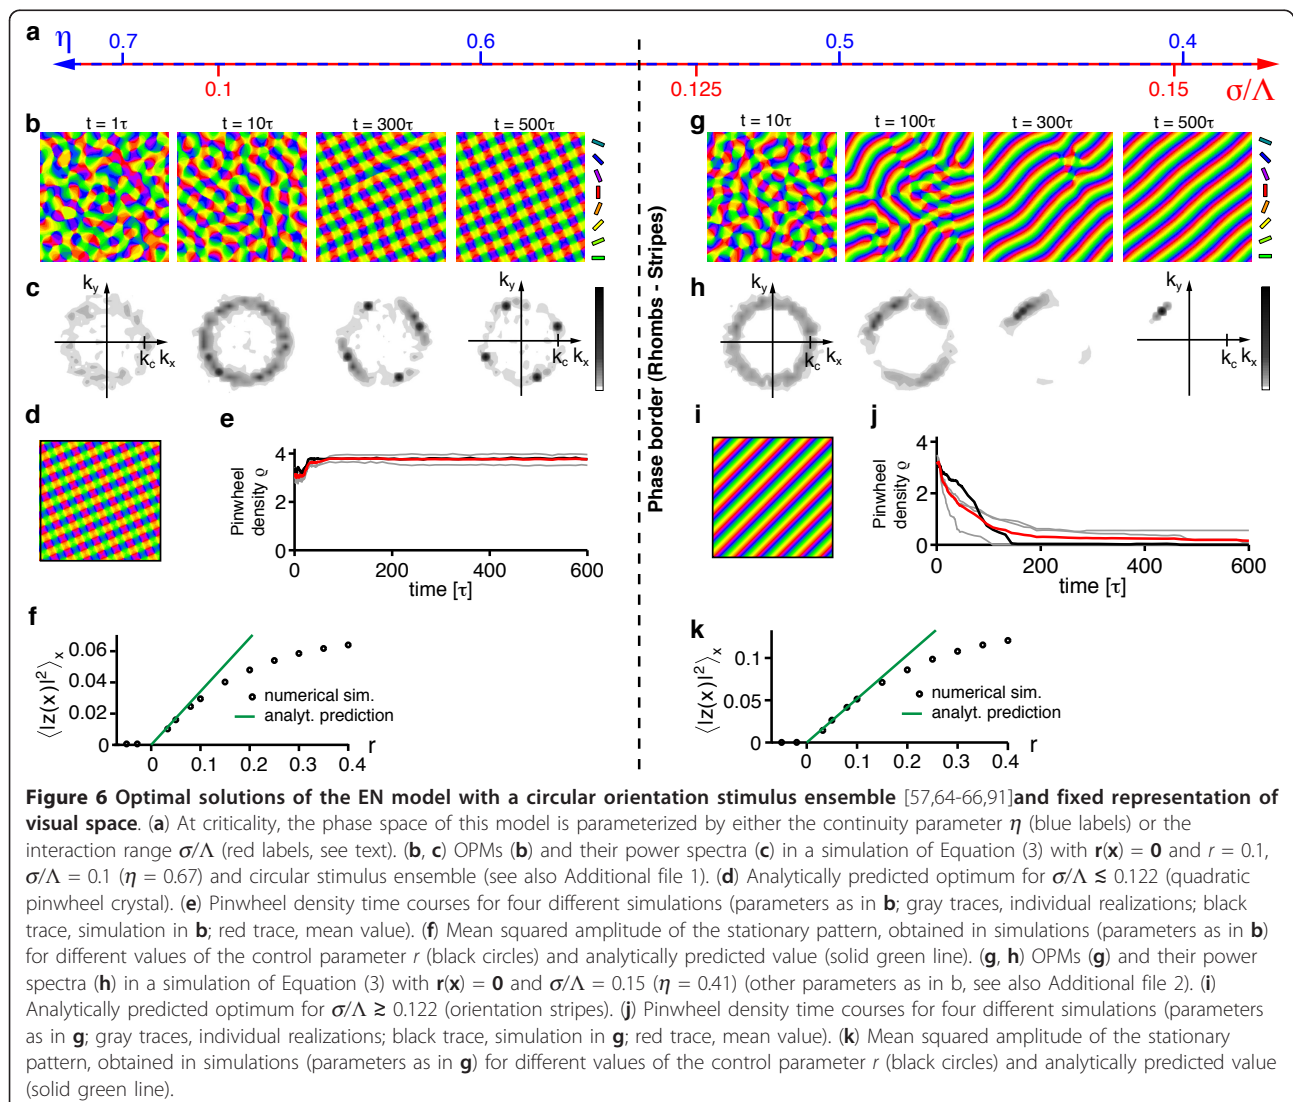 a
η
0.7
0.6
0.5
0.4
0.1
0.125
0.15
σ/Λ
b
t = 1τ
t = 10τ
t = 300τ
t = 500τ
g
t = 10τ
t = 100τ
t = 300τ
t = 500τ
Phase border (Rhombs - Stripes)
c
k_y
k_c k_x
k_y
k_c k_x
h
k_y
k_c k_x
k_y
k_c k_x
d
e
Pinwheel
density ϱ
4
2
0
0
200
400
600
time [τ]
i
j
Pinwheel
density ϱ
4
2
0
0
200
400
600
time [τ]
f
⟨|z(x)|²⟩ₓ
0.06
0.04
0.02
0
numerical sim.
analyt. prediction
0
0.1
0.2
0.3
0.4
r
k
⟨|z(x)|²⟩ₓ
0.1
0.05
0
numerical sim.
analyt. prediction
0
0.1
0.2
0.3
0.4
r
Figure 6 Optimal solutions of the EN model with a circular orientation stimulus ensemble [57,64-66,91]and fixed representation of
visual space. (a) At criticality, the phase space of this model is parameterized by either the continuity parameter η (blue labels) or the
interaction range σ/Λ (red labels, see text). (b, c) OPMs (b) and their power spectra (c) in a simulation of Equation (3) with r(x) = 0 and r = 0.1,
σ/Λ = 0.1 (η = 0.67) and circular stimulus ensemble (see also Additional file 1). (d) Analytically predicted optimum for σ/Λ ≲ 0.122 (quadratic
pinwheel crystal). (e) Pinwheel density time courses for four different simulations (parameters as in b; gray traces, individual realizations; black
trace, simulation in b; red trace, mean value). (f) Mean squared amplitude of the stationary pattern, obtained in simulations (parameters as in b)
for different values of the control parameter r (black circles) and analytically predicted value (solid green line). (g, h) OPMs (g) and their power
spectra (h) in a simulation of Equation (3) with r(x) = 0 and σ/Λ = 0.15 (η = 0.41) (other parameters as in b, see also Additional file 2). (i)
Analytically predicted optimum for σ/Λ ≳ 0.122 (orientation stripes). (j) Pinwheel density time courses for four different simulations (parameters
as in g; gray traces, individual realizations; black trace, simulation in g; red trace, mean value). (k) Mean squared amplitude of the stationary
pattern, obtained in simulations (parameters as in g) for different values of the control parameter r (black circles) and analytically predicted value
(solid green line).